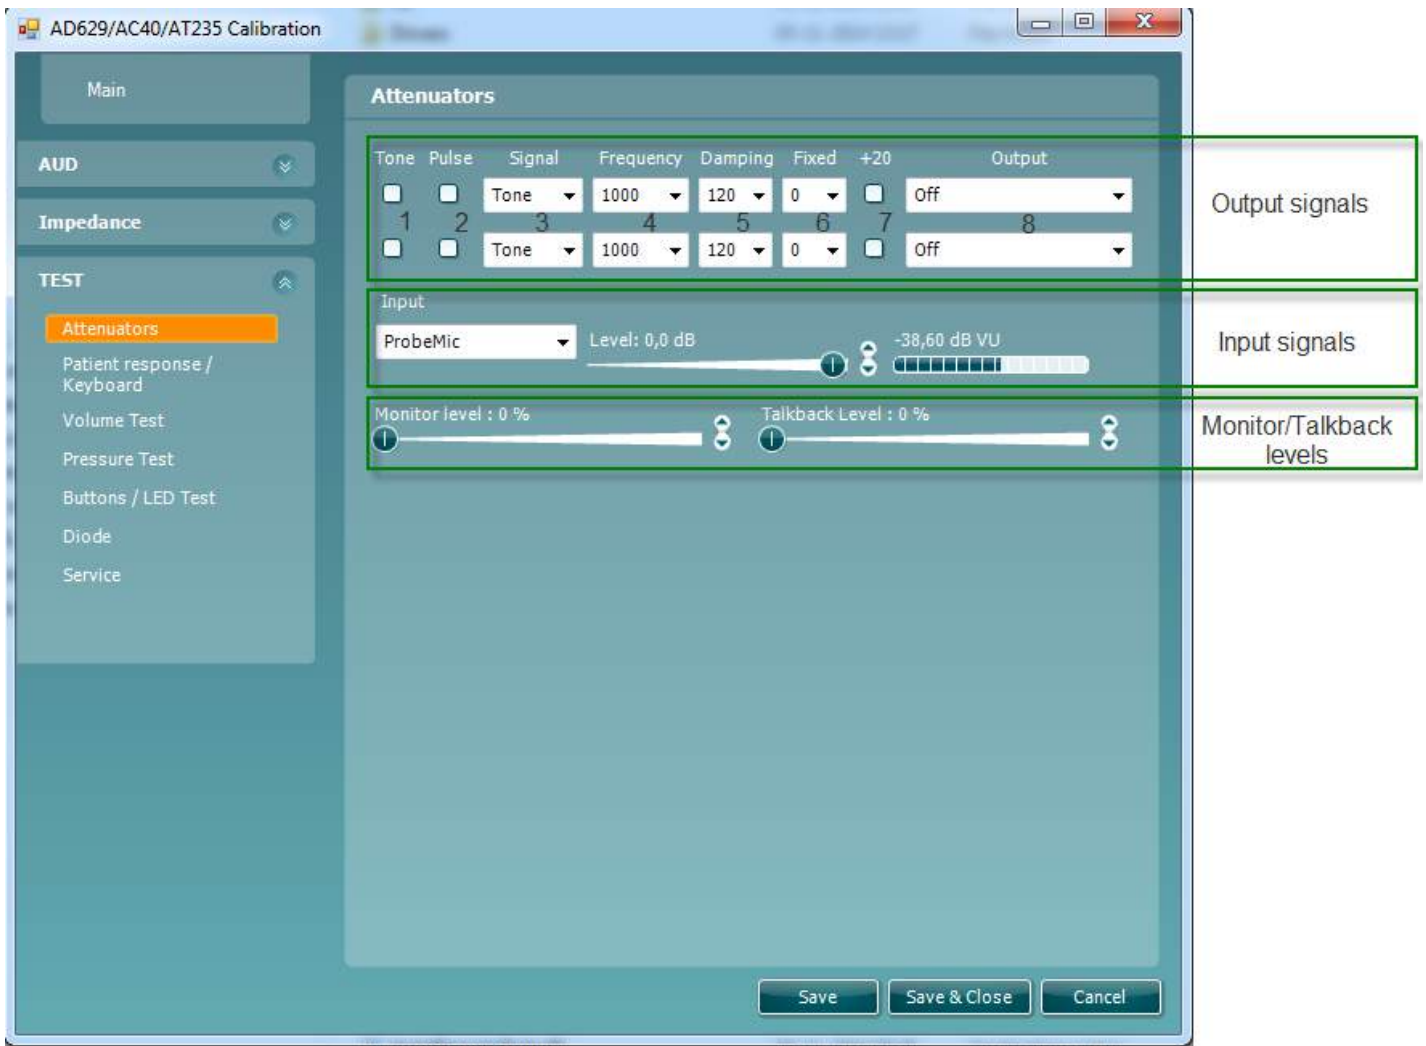 AD629/AC40/AT235 Calibration
Main
AUD
Impedance
TEST
Attenuators
Patient response /
Keyboard
Volume Test
Pressure Test
Buttons / LED Test
Diode
Service
Attenuators
Tone Pulse Signal Frequency Damping Fixed +20 Output
Tone 1000 120 0 Off
1 2 3 4 5 6 7 8
Tone 1000 120 0 Off
Output signals
Input
ProbeMic Level: 0,0 dB -38,60 dB VU
Input signals
Monitor level : 0 % Talkback Level : 0 %
Monitor/Talkback
levels
Save Save & Close Cancel